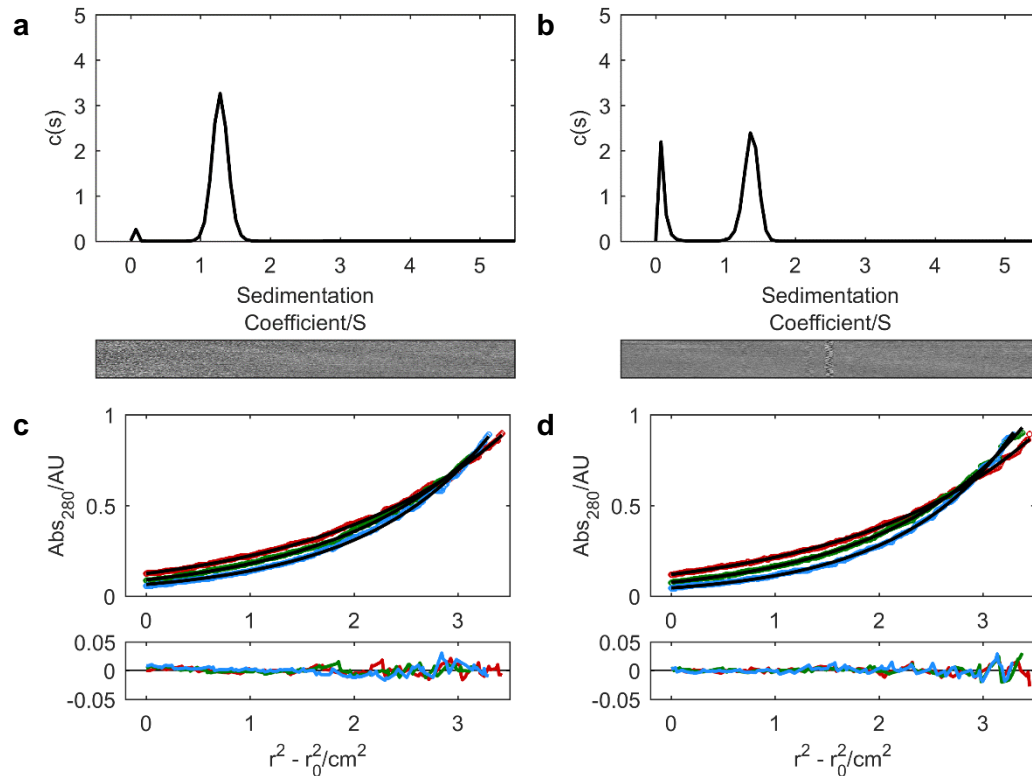 a
5
4
3
2
1
0
c(s)
0 1 2 3 4 5
Sedimentation
Coefficient/S
b
5
4
3
2
1
0
c(s)
0 1 2 3 4 5
Sedimentation
Coefficient/S
c
1
0.5
0
Abs280/AU
0 1 2 3
0.05
0
-0.05
0 1 2 3
r² - r₀²/cm²
d
1
0.5
0
Abs280/AU
0 1 2 3
0.05
0
-0.05
0 1 2 3
r² - r₀²/cm²